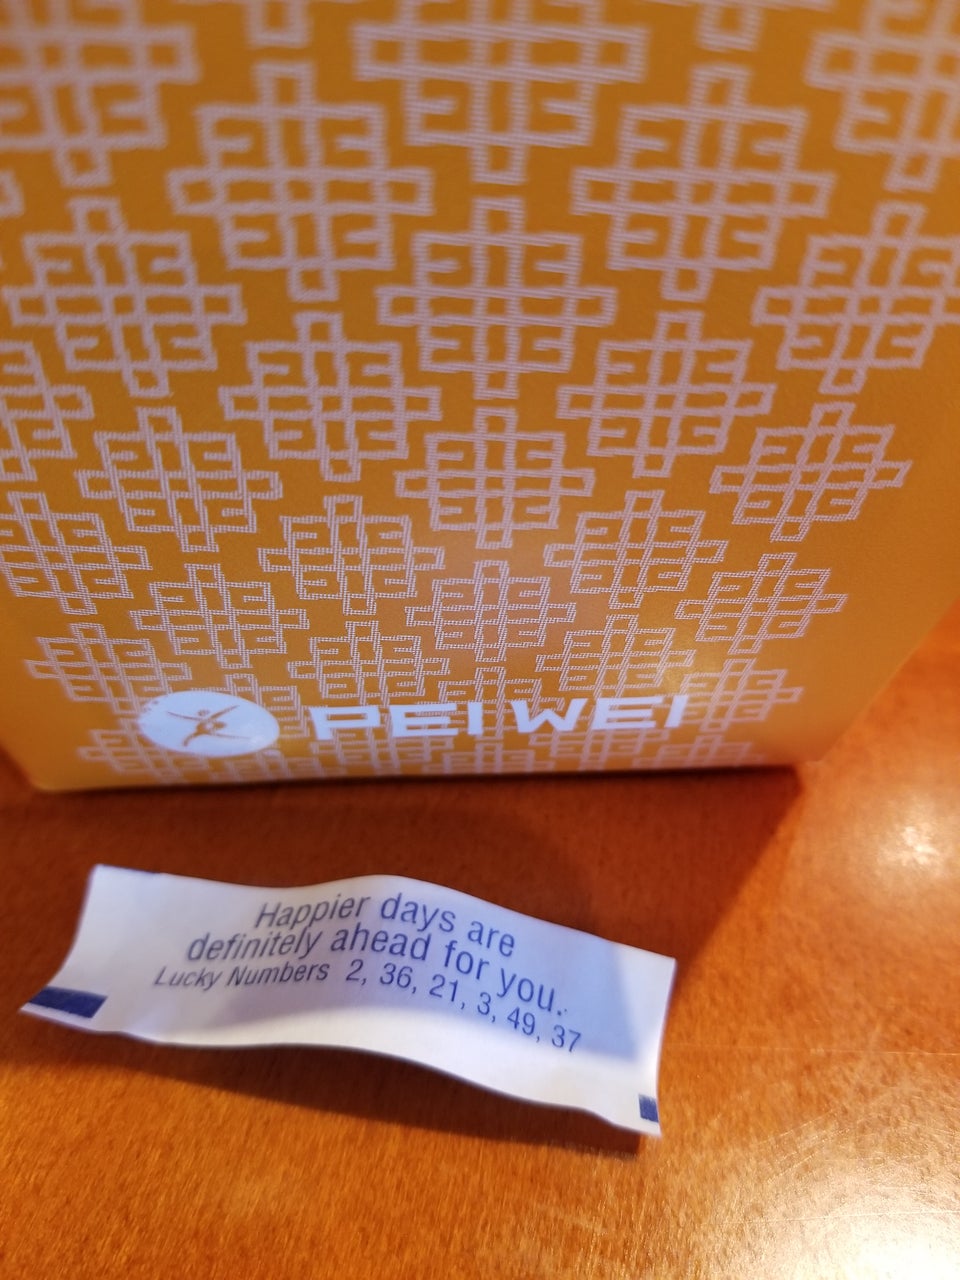 PEI WEI
Happier days are
definitely ahead for you.
Lucky Numbers 2, 36, 21, 3, 49, 37